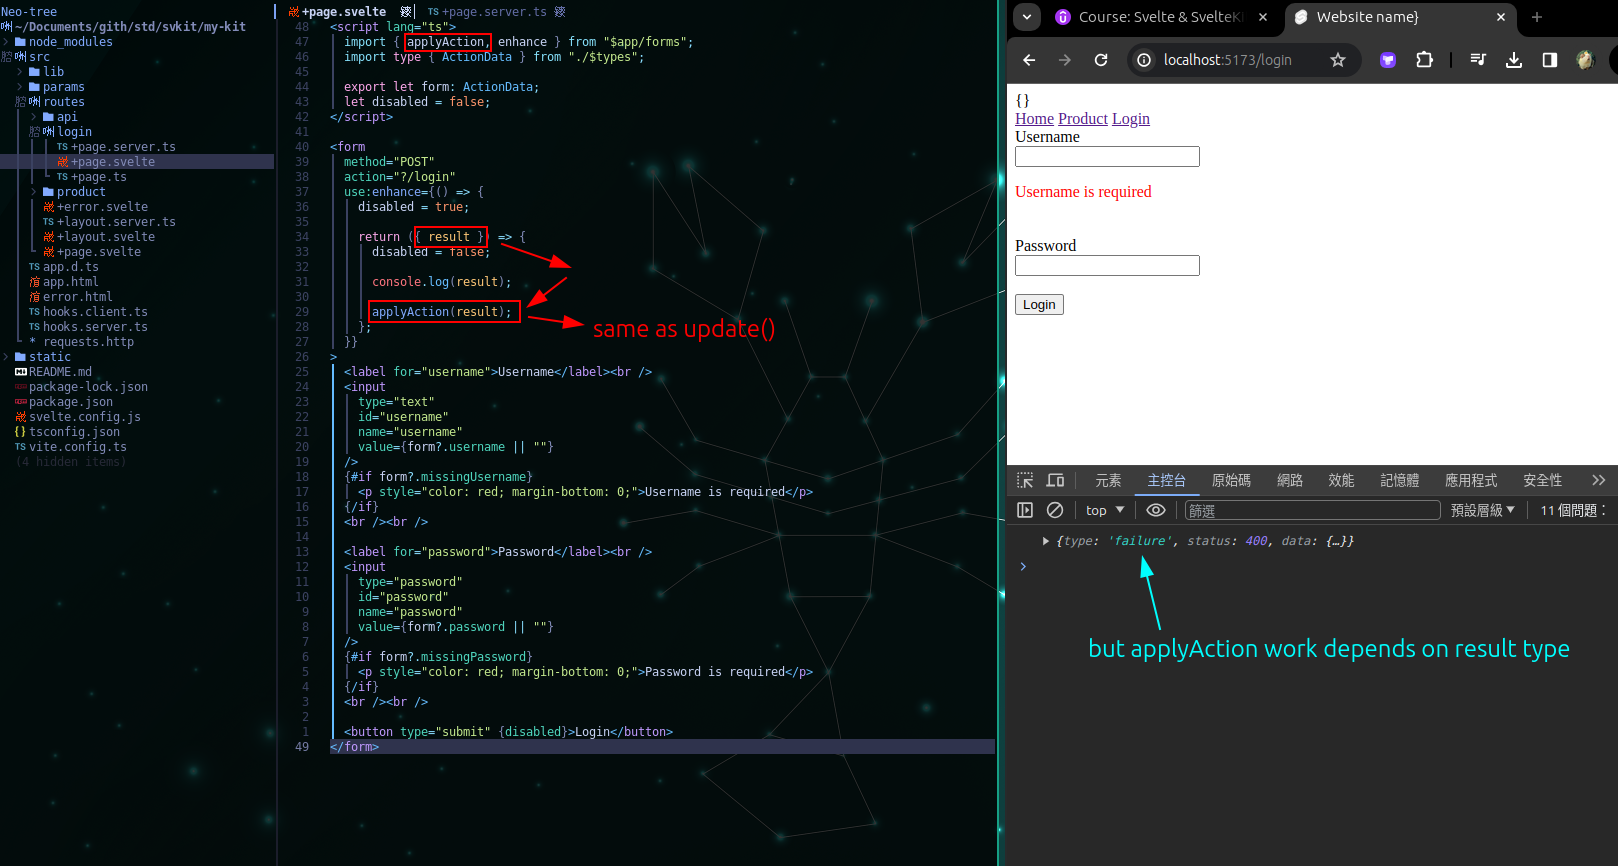 Neo-tree
~/Documents/gith/std/svkit/my-kit
node_modules
src
lib
params
routes
api
login
TS +page.server.ts
+page.svelte
TS +page.ts
product
+error.svelte
TS +layout.server.ts
+layout.svelte
+page.svelte
TS app.d.ts
app.html
error.html
TS hooks.client.ts
TS hooks.server.ts
* requests.http
static
README.md
package-lock.json
package.json
svelte.config.js
{} tsconfig.json
TS vite.config.ts
(4 hidden items)
+page.svelte
TS +page.server.ts
48 <script lang="ts">
47 import { applyAction, enhance } from "$app/forms";
46 import type { ActionData } from "./$types";
45
44 export let form: ActionData;
43 let disabled = false;
42 </script>
41
40 <form
39 method="POST"
38 action="?/login"
37 use:enhance={() => {
36 disabled = true;
35
34 return ({ result }) => {
33 disabled = false;
32
31 console.log(result);
30
29 applyAction(result);
28 };
27 }}
26 >
25 <label for="username">Username</label><br />
24 <input
23 type="text"
22 id="username"
21 name="username"
20 value={form?.username || ""}
19 />
18 {#if form?.missingUsername}
17 <p style="color: red; margin-bottom: 0;">Username is required</p>
16 {/if}
15 <br /><br />
14
13 <label for="password">Password</label><br />
12 <input
11 type="password"
10 id="password"
9 name="password"
8 value={form?.password || ""}
7 />
6 {#if form?.missingPassword}
5 <p style="color: red; margin-bottom: 0;">Password is required</p>
4 {/if}
3 <br /><br />
2
1 <button type="submit" {disabled}>Login</button>
49 </form>
same as update()
Course: Svelte & SvelteK
Website name}
localhost:5173/login
{}
Home Product Login
Username
Username is required
Password
Login
元素 主控台 原始碼 網路 效能 記憶體 應用程式 安全性
top 篩選 預設層級 11 個問題：
{type: 'failure', status: 400, data: {…}}
but applyAction work depends on result type